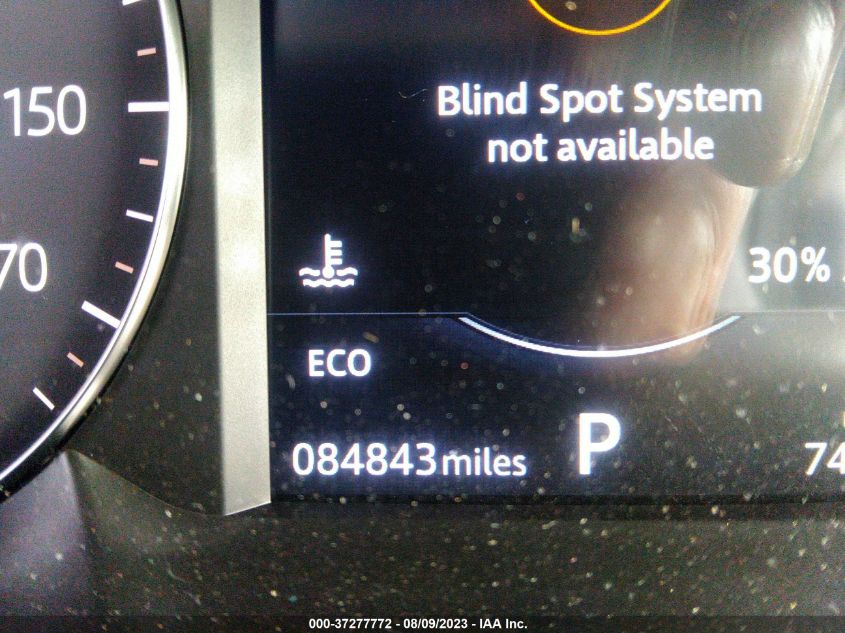 150
70
Blind Spot System
not available
30%
ECO
084843miles
P
74
000-37277772 - 08/09/2023 - IAA Inc.